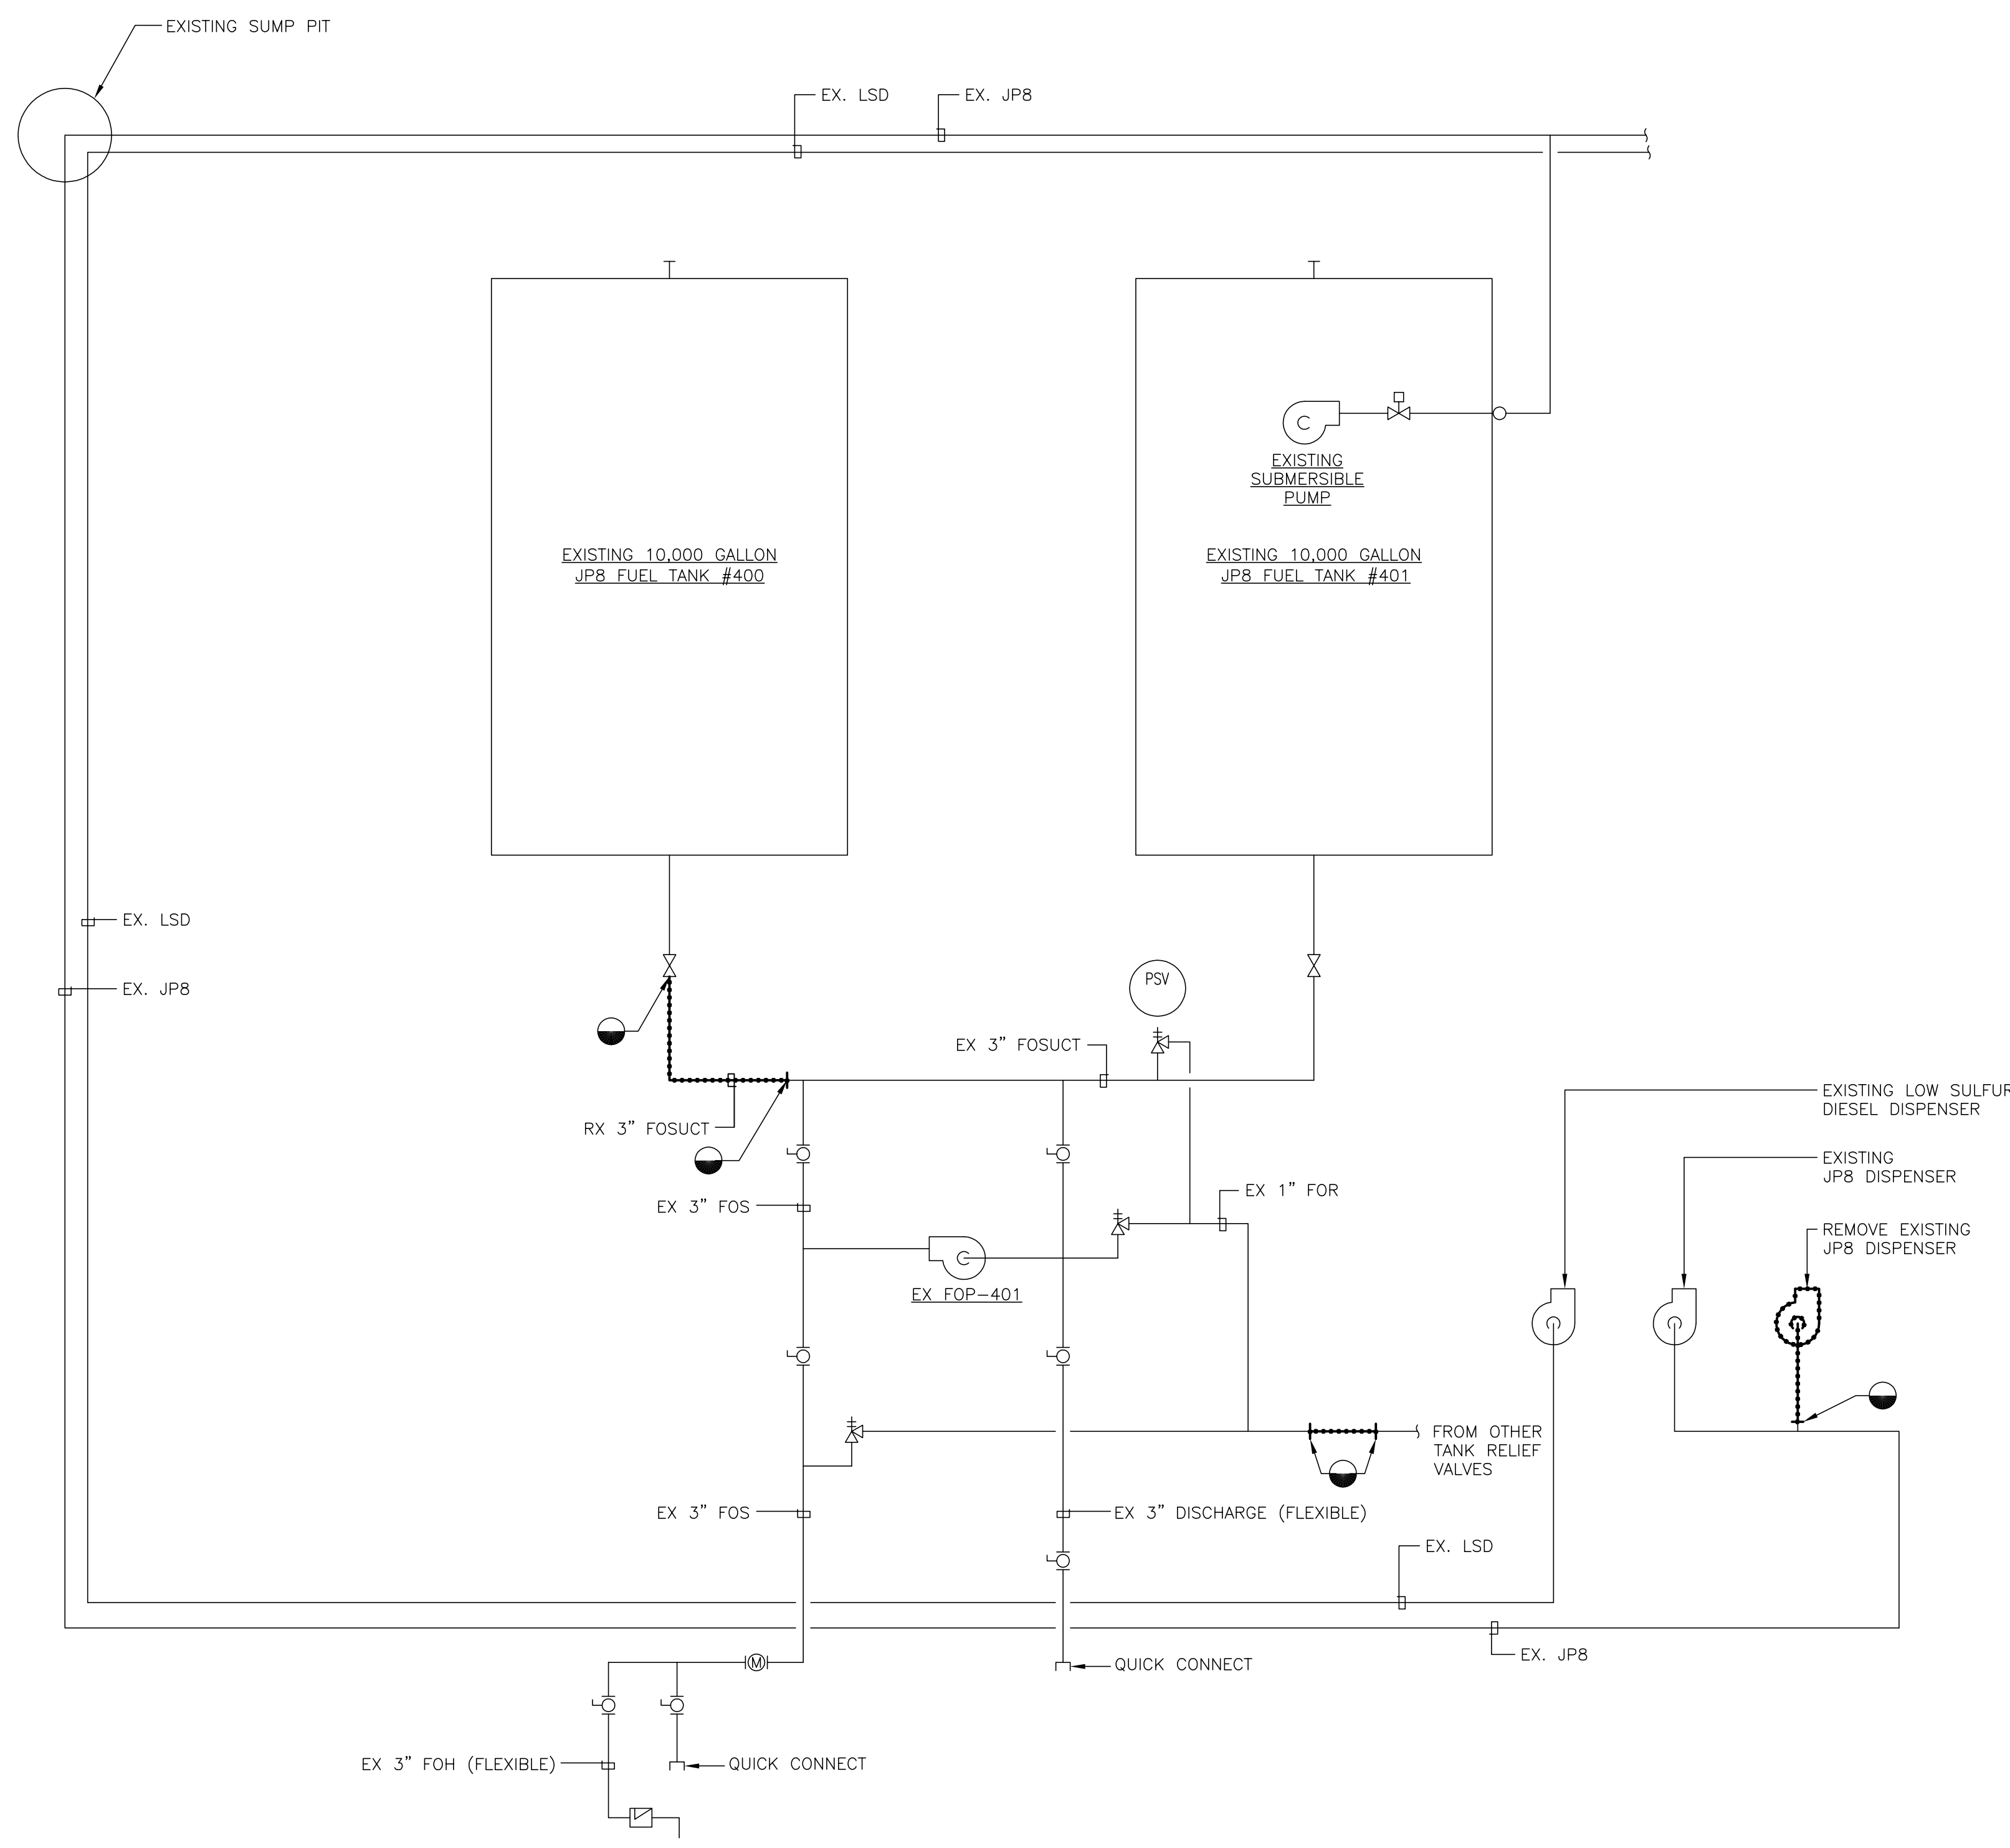 EXISTING SUMP PIT
EX. LSD
EX. JP8
EXISTING
SUBMERSIBLE
PUMP
EXISTING 10,000 GALLON
JP8 FUEL TANK #400
EXISTING 10,000 GALLON
JP8 FUEL TANK #401
EX. LSD
EX. JP8
PSV
EX 3" FOSUCT
RX 3" FOSUCT
EXISTING LOW SULFUR
DIESEL DISPENSER
EXISTING
JP8 DISPENSER
EX 3" FOS
EX 1" FOR
REMOVE EXISTING
JP8 DISPENSER
EX FOP-401
FROM OTHER
TANK RELIEF
VALVES
EX 3" FOS
EX 3" DISCHARGE (FLEXIBLE)
EX. LSD
EX. JP8
M
QUICK CONNECT
EX 3" FOH (FLEXIBLE)
QUICK CONNECT